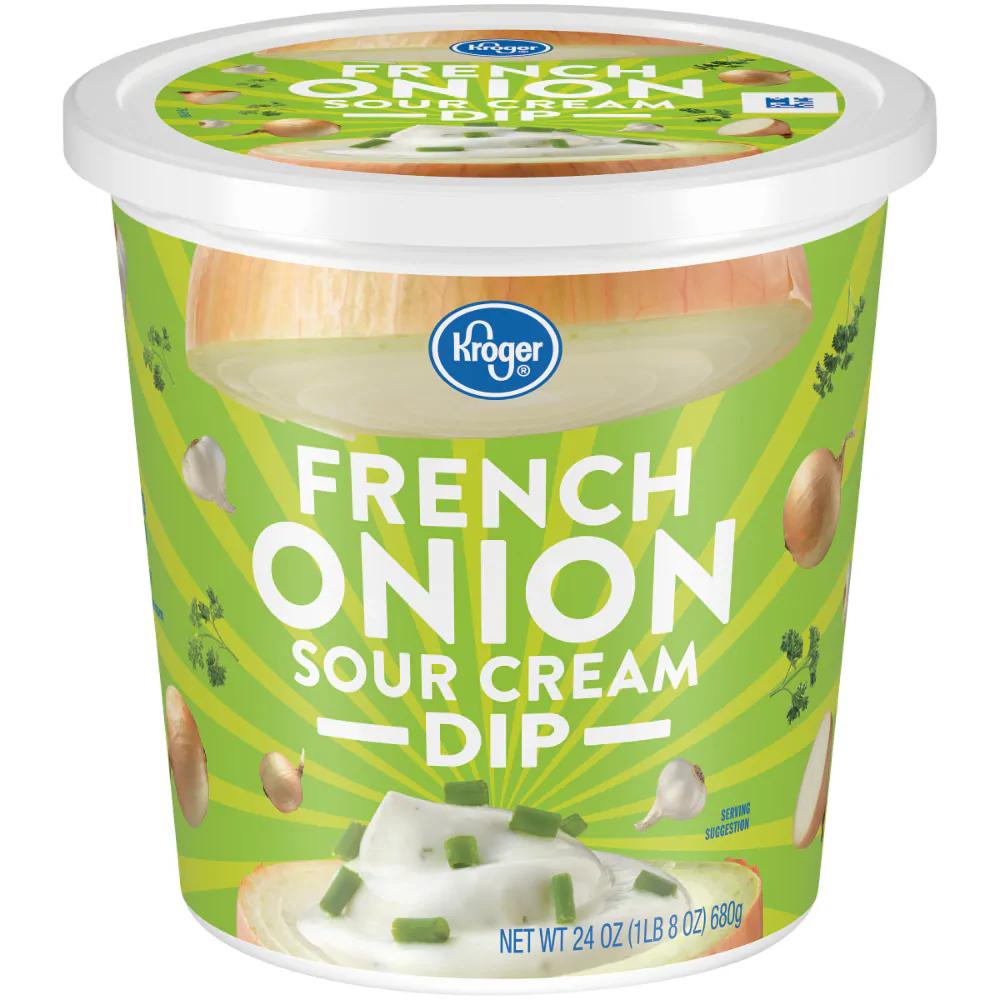 Kroger
FRENCH
ONION
SOUR CREAM
DIP
Kroger®
FRENCH
ONION
SOUR CREAM
DIP
SERVING
SUGGESTION
NET WT 24 OZ (1LB 8 OZ) 680g